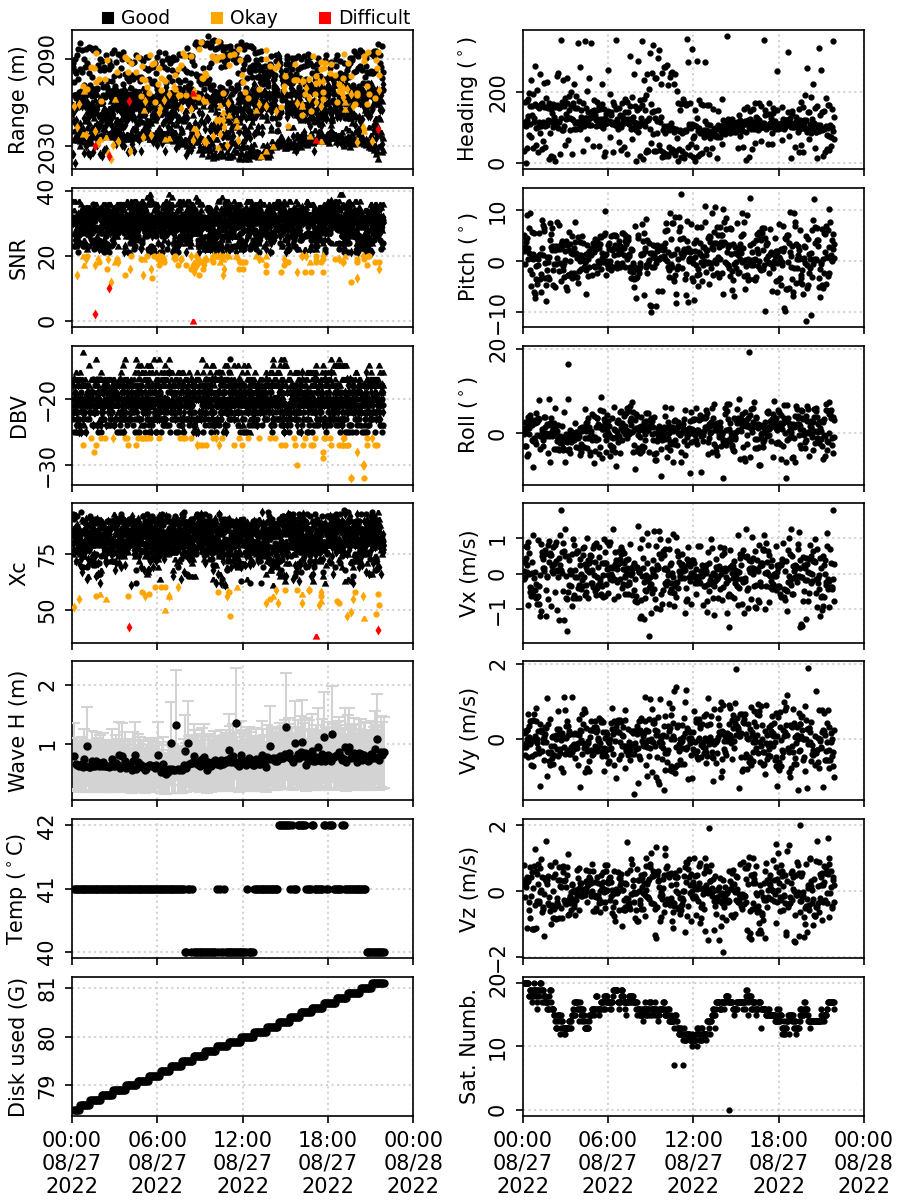 Good Okay Difficult
Range (m)
2090
2030
Heading (°)
200
0
SNR
40
20
0
Pitch (°)
10
0
−10
DBV
−20
−30
Roll (°)
20
0
Xc
75
50
Vx (m/s)
1
0
−1
Wave H (m)
2
1
Vy (m/s)
2
0
Temp (°C)
42
41
40
Vz (m/s)
2
0
−2
Disk used (G)
81
80
79
Sat. Numb.
20
10
0
00:00 06:00 12:00 18:00 00:00
08/27 08/27 08/27 08/27 08/28
2022 2022 2022 2022 2022
00:00 06:00 12:00 18:00 00:00
08/27 08/27 08/27 08/27 08/28
2022 2022 2022 2022 2022